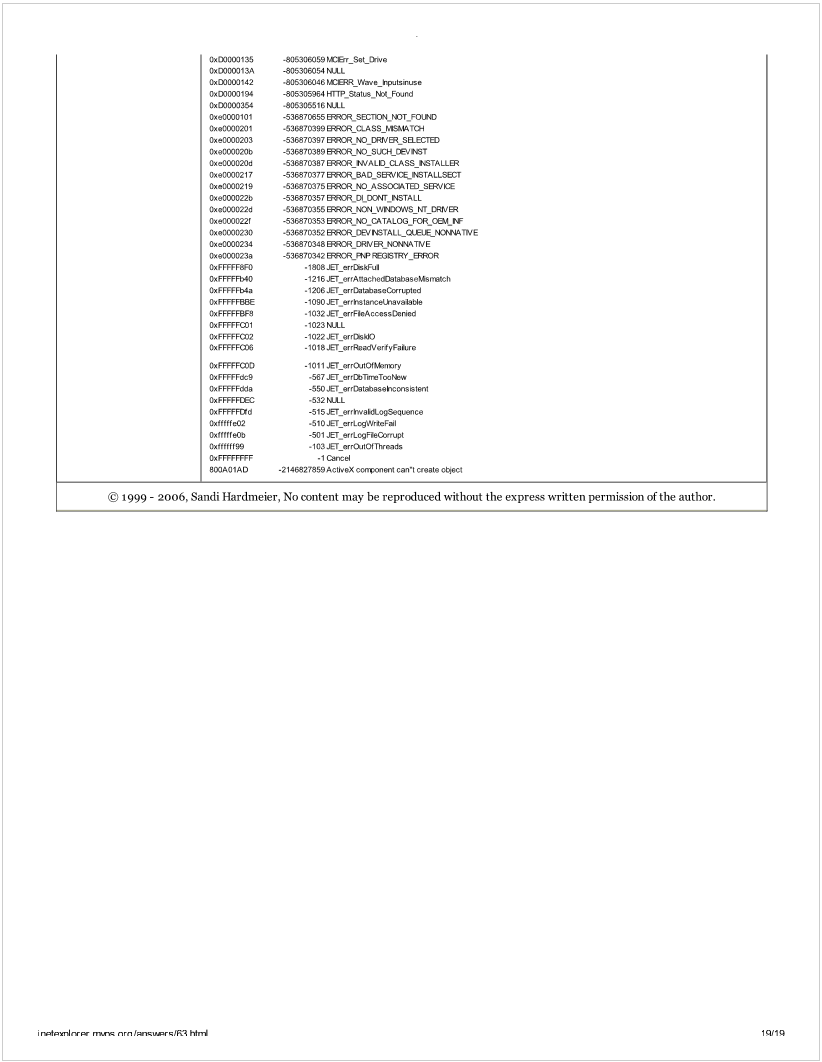 0xD0000135 -805306059 MCIErr_Set_Drive
0xD000013A -805306054 NULL
0xD0000142 -805306046 MCIERR_Wave_Inputsinuse
0xD0000194 -805305964 HTTP_Status_Not_Found
0xD0000354 -805305516 NULL
0xe0000101 -536870655 ERROR_SECTION_NOT_FOUND
0xe0000201 -536870399 ERROR_CLASS_MISMATCH
0xe0000203 -536870397 ERROR_NO_DRIVER_SELECTED
0xe000020b -536870389 ERROR_NO_SUCH_DEVINST
0xe000020d -536870387 ERROR_INVALID_CLASS_INSTALLER
0xe0000217 -536870377 ERROR_BAD_SERVICE_INSTALLSECT
0xe0000219 -536870375 ERROR_NO_ASSOCIATED_SERVICE
0xe000022b -536870357 ERROR_DI_DONT_INSTALL
0xe000022d -536870355 ERROR_NON_WINDOWS_NT_DRIVER
0xe000022f -536870353 ERROR_NO_CATALOG_FOR_OEM_INF
0xe0000230 -536870352 ERROR_DEVINSTALL_QUEUE_NONNATIVE
0xe0000234 -536870348 ERROR_DRIVER_NONNATIVE
0xe000023a -536870342 ERROR_PNP REGISTRY_ERROR
0xFFFFF8F0 -1808 JET_errDiskFull
0xFFFFFb40 -1216 JET_errAttachedDatabaseMismatch
0xFFFFFb4a -1206 JET_errDatabaseCorrupted
0xFFFFFBBE -1090 JET_errInstanceUnavailable
0xFFFFFBF8 -1032 JET_errFileAccessDenied
0xFFFFFC01 -1023 NULL
0xFFFFFC02 -1022 JET_errDiskIO
0xFFFFFC06 -1018 JET_errReadVerifyFailure
0xFFFFFC0D -1011 JET_errOutOfMemory
0xFFFFFdc9 -567 JET_errDbTimeTooNew
0xFFFFFdda -550 JET_errDatabaseInconsistent
0xFFFFFDEC -532 NULL
0xFFFFFDfd -515 JET_errInvalidLogSequence
0xfffffe02 -510 JET_errLogWriteFail
0xfffffe0b -501 JET_errLogFileCorrupt
0xffffff99 -103 JET_errOutOfThreads
0xFFFFFFFF -1 Cancel
800A01AD -2146827859 ActiveX component can"t create object
© 1999 - 2006, Sandi Hardmeier, No content may be reproduced without the express written permission of the author.
inetexplorer.mvps.org/answers/63.html 19/19